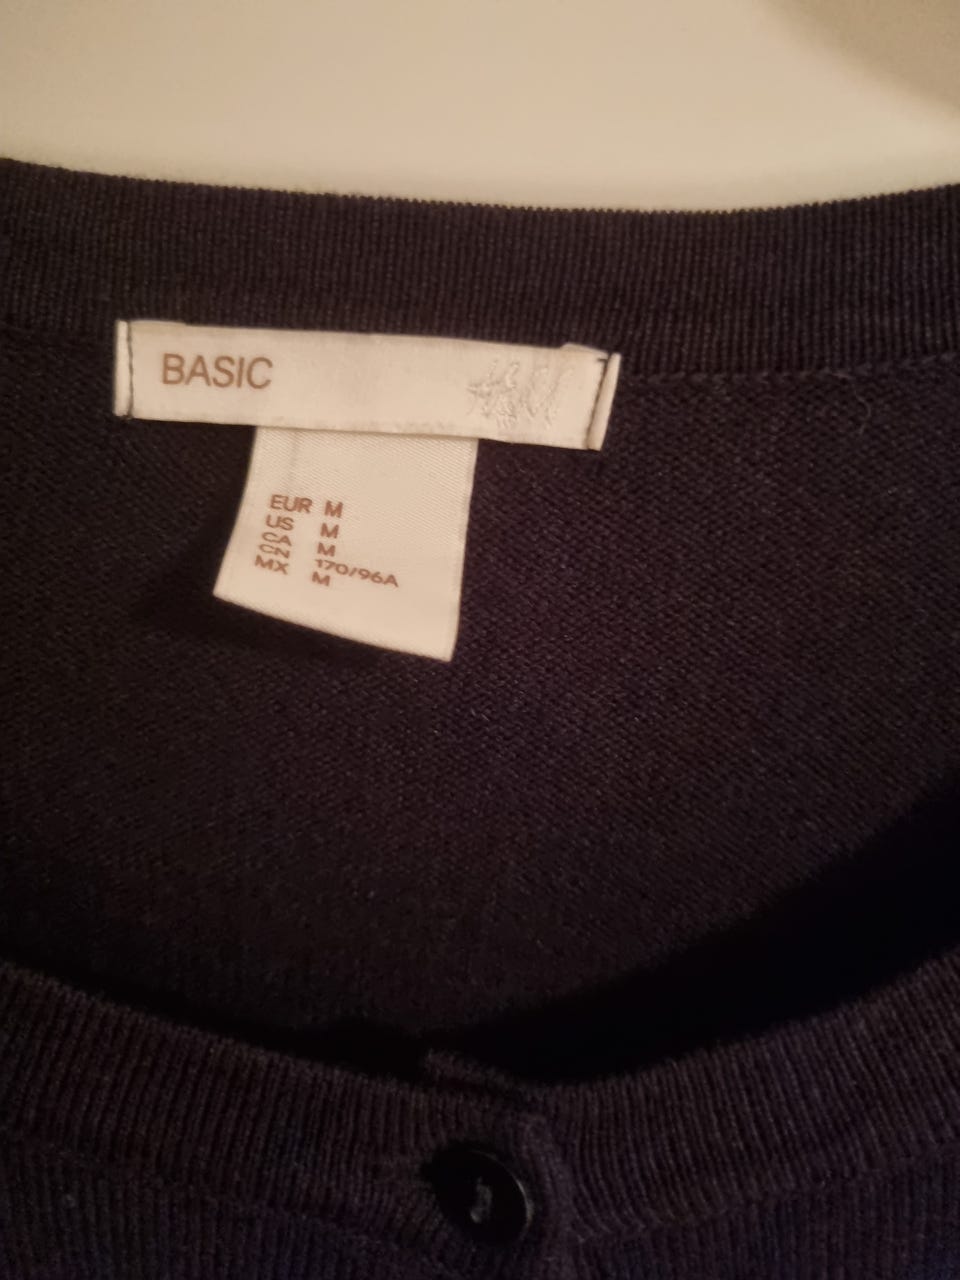 BASIC H&M
EUR M
US M
CA M
CN 170/96A
MX M